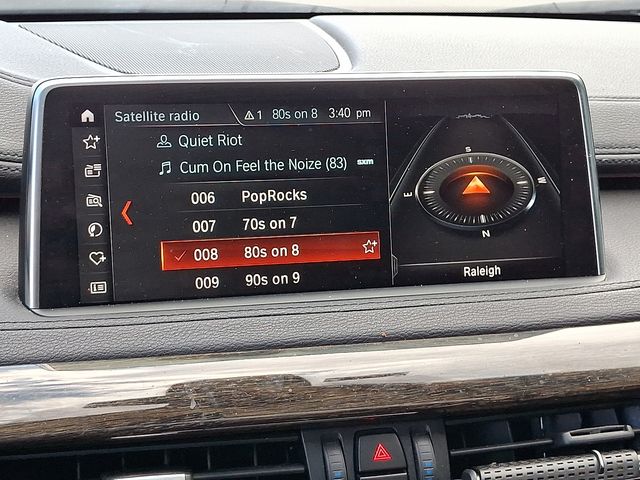 Satellite radio
1 80s on 8 3:40 pm
Quiet Riot
Cum On Feel the Noize (83) sxm
006 PopRocks
007 70s on 7
008 80s on 8
009 90s on 9
S
E W
N
Raleigh